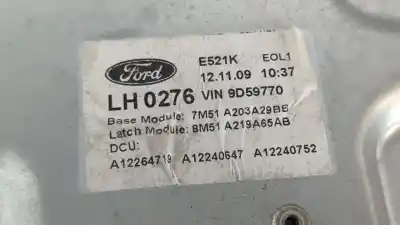 Ford
E521K EOL1
12.11.09 10:37
LH 0276 VIN 9D59770
Base Module: 7M51 A203A29BE
Latch Module: 8M51 A219A65AB
DCU:
A12264719 A12240647 A12240752